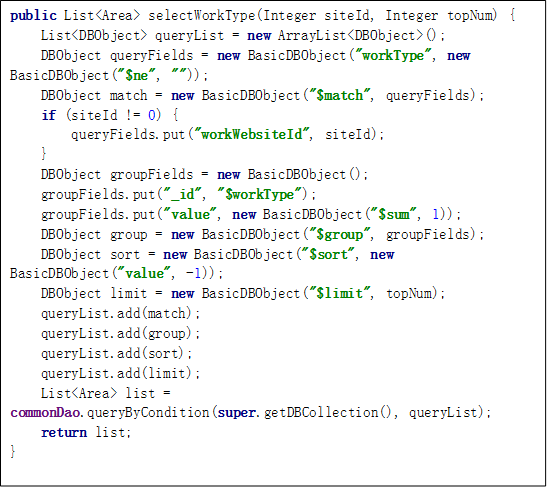 public List<Area> selectWorkType(Integer siteId, Integer topNum) {
    List<DBObject> queryList = new ArrayList<DBObject>();
    DBObject queryFields = new BasicDBObject("workType", new
BasicDBObject("$ne", ""));
    DBObject match = new BasicDBObject("$match", queryFields);
    if (siteId != 0) {
        queryFields.put("workWebsiteId", siteId);
    }
    DBObject groupFields = new BasicDBObject();
    groupFields.put("_id", "$workType");
    groupFields.put("value", new BasicDBObject("$sum", 1));
    DBObject group = new BasicDBObject("$group", groupFields);
    DBObject sort = new BasicDBObject("$sort", new
BasicDBObject("value", -1));
    DBObject limit = new BasicDBObject("$limit", topNum);
    queryList.add(match);
    queryList.add(group);
    queryList.add(sort);
    queryList.add(limit);
    List<Area> list =
commonDao.queryByCondition(super.getDBCollection(), queryList);
    return list;
}